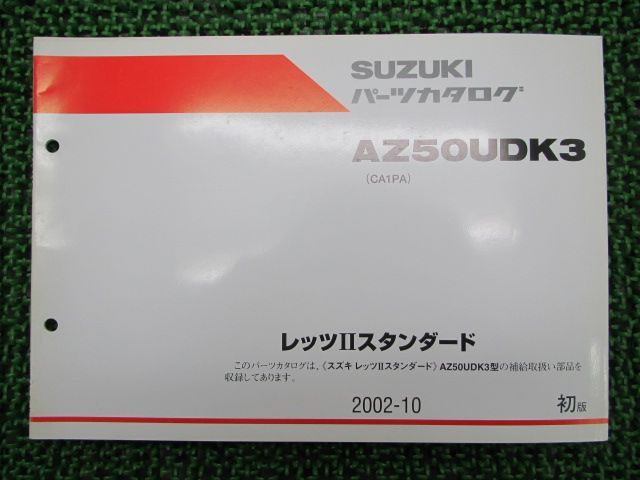 SUZUKI
パーツカタログ
AZ50UDK3
(CA1PA)
レッツⅡスタンダード
このパーツカタログは、《スズキ レッツⅡスタンダード》AZ50UDK3型の補給取扱い部品を
収録してあります。
2002-10
初版